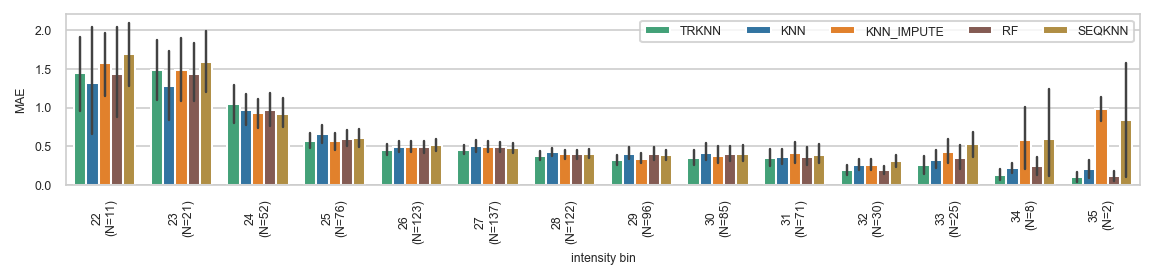 2.0
1.5
1.0
0.5
0.0
MAE
TRKNN KNN KNN_IMPUTE RF SEQKNN
22
(N=11)
23
(N=21)
24
(N=52)
25
(N=76)
26
(N=123)
27
(N=137)
28
(N=122)
29
(N=96)
30
(N=85)
31
(N=71)
32
(N=30)
33
(N=25)
34
(N=8)
35
(N=2)
intensity bin